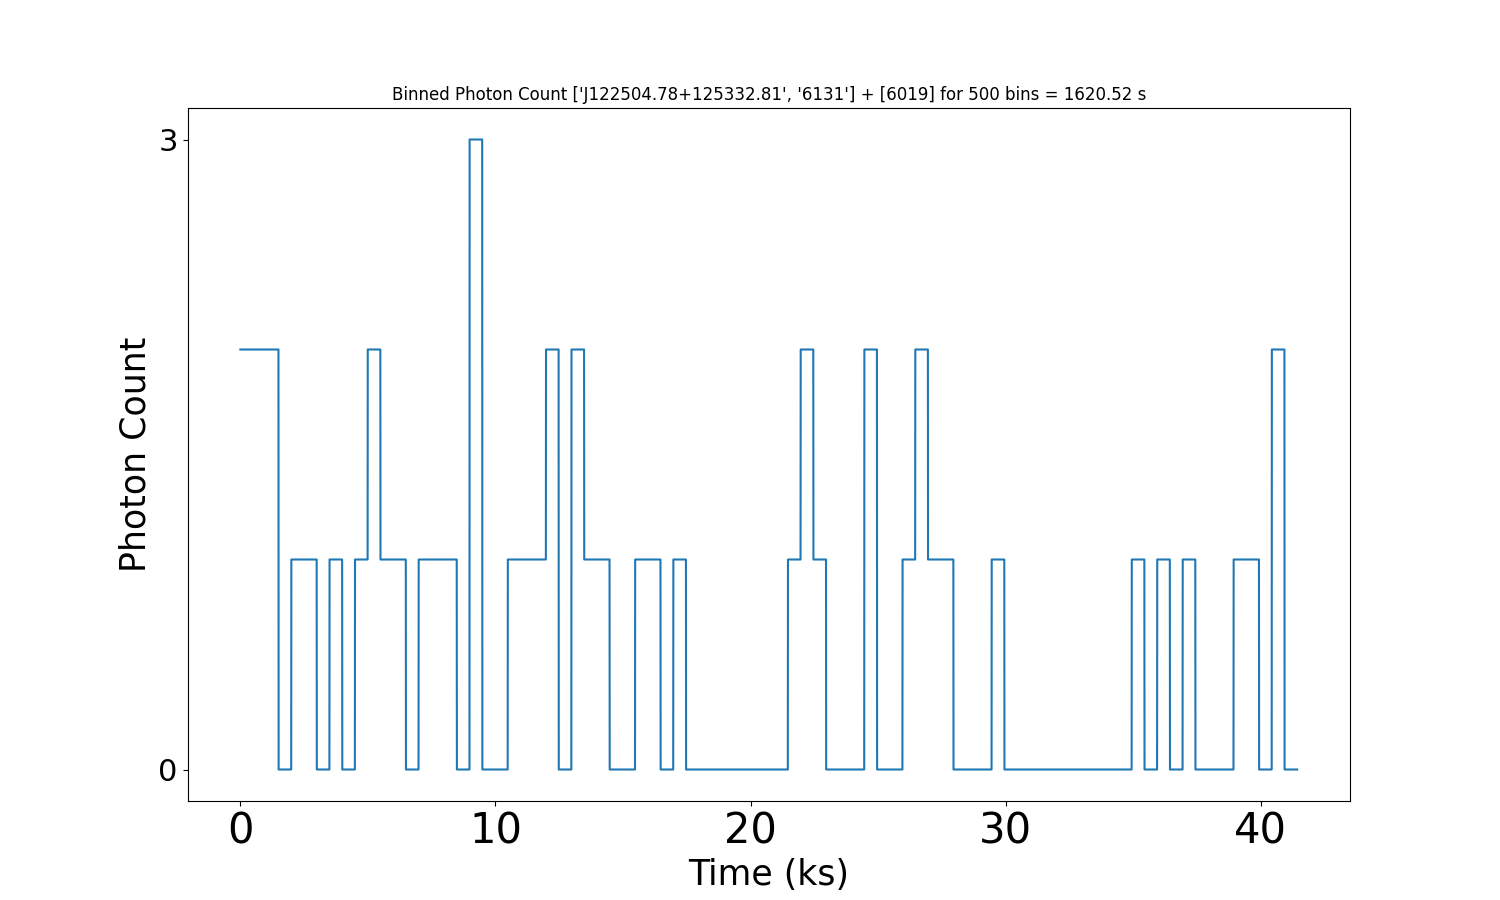 Binned Photon Count ['J122504.78+125332.81', '6131'] + [6019] for 500 bins = 1620.52 s
3
Photon Count
0
0 10 20 30 40
Time (ks)